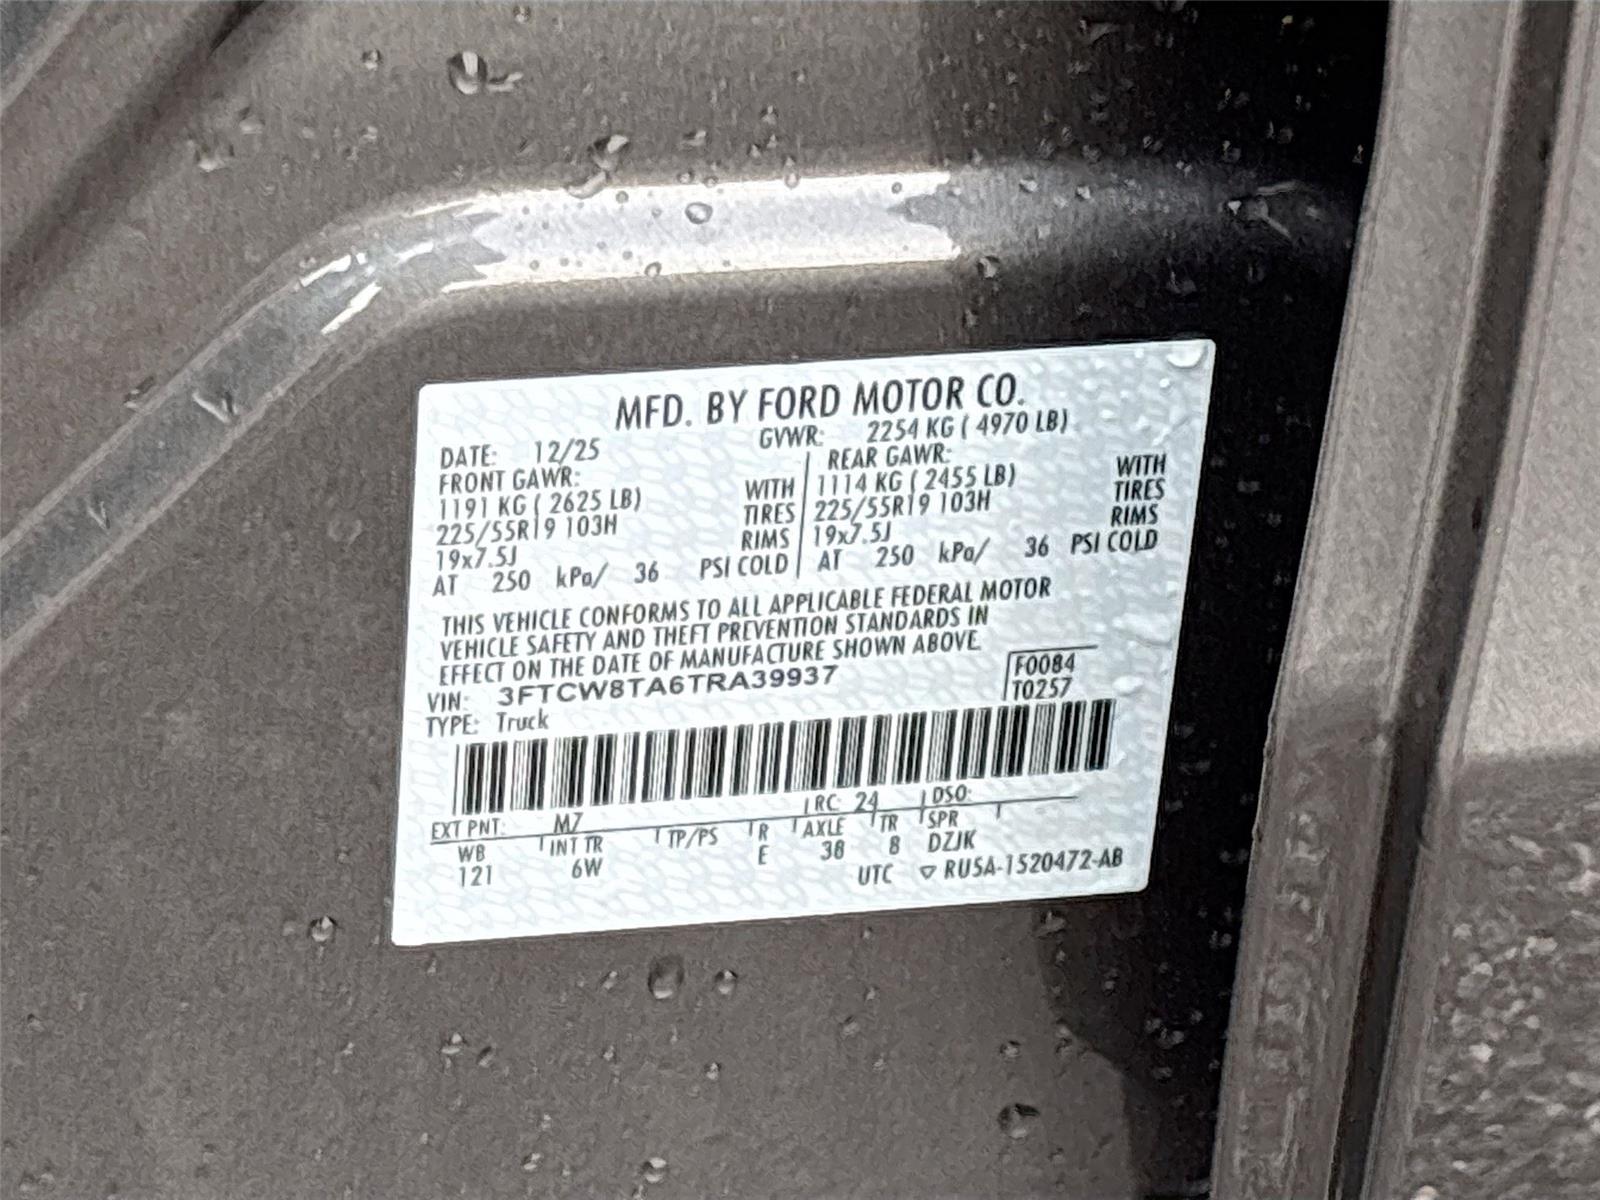 MFD. BY FORD MOTOR CO.
DATE: 12/25 GVWR: 2254 KG ( 4970 LB)
FRONT GAWR: REAR GAWR:
1191 KG ( 2625 LB) WITH 1114 KG ( 2455 LB) WITH
225/55R19 103H TIRES 225/55R19 103H TIRES
19x7.5J RIMS 19x7.5J RIMS
AT 250 kPa/ 36 PSI COLD AT 250 kPa/ 36 PSI COLD
THIS VEHICLE CONFORMS TO ALL APPLICABLE FEDERAL MOTOR
VEHICLE SAFETY AND THEFT PREVENTION STANDARDS IN
EFFECT ON THE DATE OF MANUFACTURE SHOWN ABOVE.
VIN: 3FTCW8TA6TRA39937 F0084
TYPE: Truck T0257
EXT PNT: M7 RC: 24 DSO:
WB INT TR TP/PS R AXLE TR SPR
121 6W E 38 8 DZJK
UTC ▽ RU5A-1520472-AB